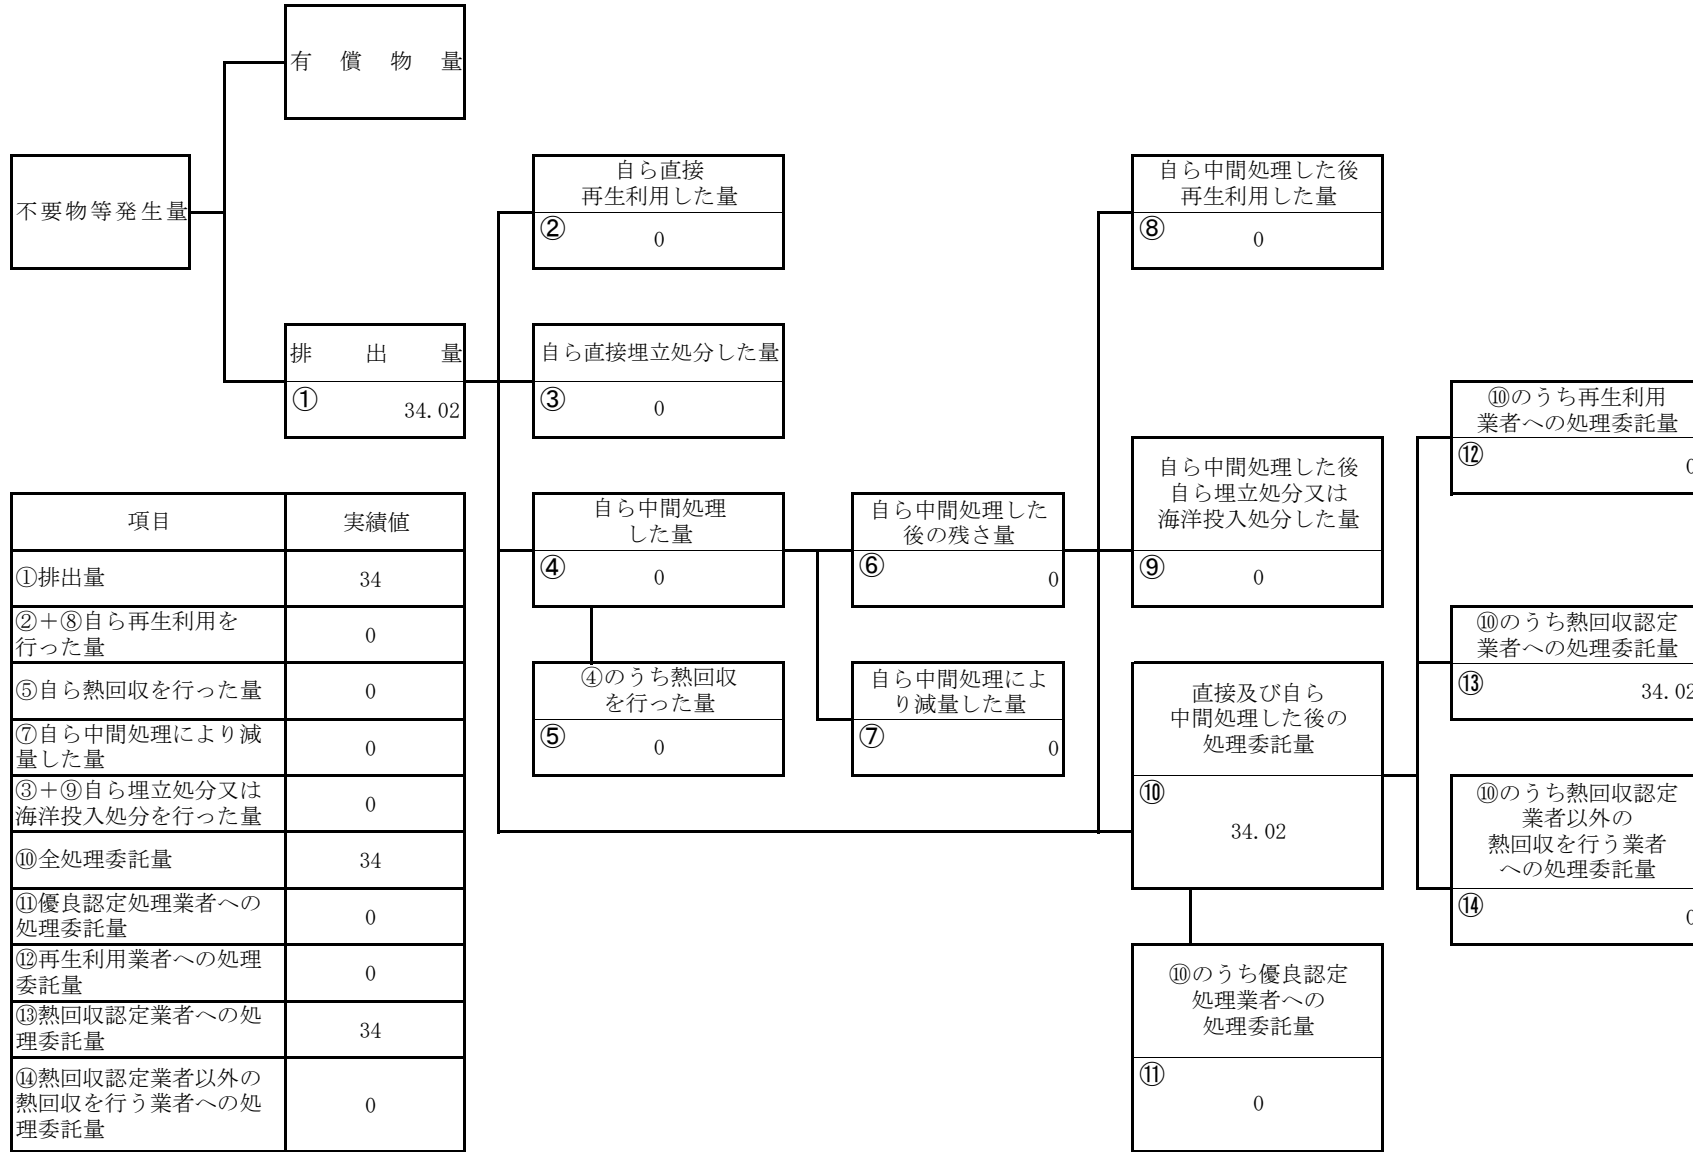 有償物量
不要物等発生量
自ら直接
再生利用した量
② 0
自ら中間処理した後
再生利用した量
⑧ 0
排出量
① 34.02
自ら直接埋立処分した量
③ 0
⑩のうち再生利用
業者への処理委託量
⑫ 0
自ら中間処理
した量
④ 0
自ら中間処理した
後の残さ量
⑥ 0
自ら中間処理した後
自ら埋立処分又は
海洋投入処分した量
⑨ 0
④のうち熱回収
を行った量
⑤ 0
自ら中間処理によ
り減量した量
⑦ 0
直接及び自ら
中間処理した後の
処理委託量
⑩
34.02
⑩のうち熱回収認定
業者への処理委託量
⑬ 34.02
⑩のうち熱回収認定
業者以外の
熱回収を行う業者
への処理委託量
⑭ 0
⑩のうち優良認定
処理業者への
処理委託量
⑪
0
項目 実績値
①排出量 34
②＋⑧自ら再生利用を
行った量 0
⑤自ら熱回収を行った量 0
⑦自ら中間処理により減
量した量 0
③＋⑨自ら埋立処分又は
海洋投入処分を行った量 0
⑩全処理委託量 34
⑪優良認定処理業者への
処理委託量 0
⑫再生利用業者への処理
委託量 0
⑬熱回収認定業者への処
理委託量 34
⑭熱回収認定業者以外の
熱回収を行う業者への処
理委託量 0